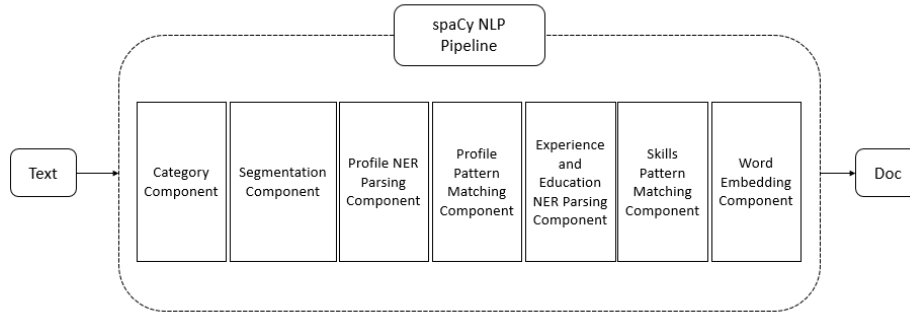 spaCy NLP
Pipeline
Text
Category
Component
Segmentation
Component
Profile NER
Parsing
Component
Profile
Pattern
Matching
Component
Experience
and
Education
NER Parsing
Component
Skills
Pattern
Matching
Component
Word
Embedding
Component
Doc